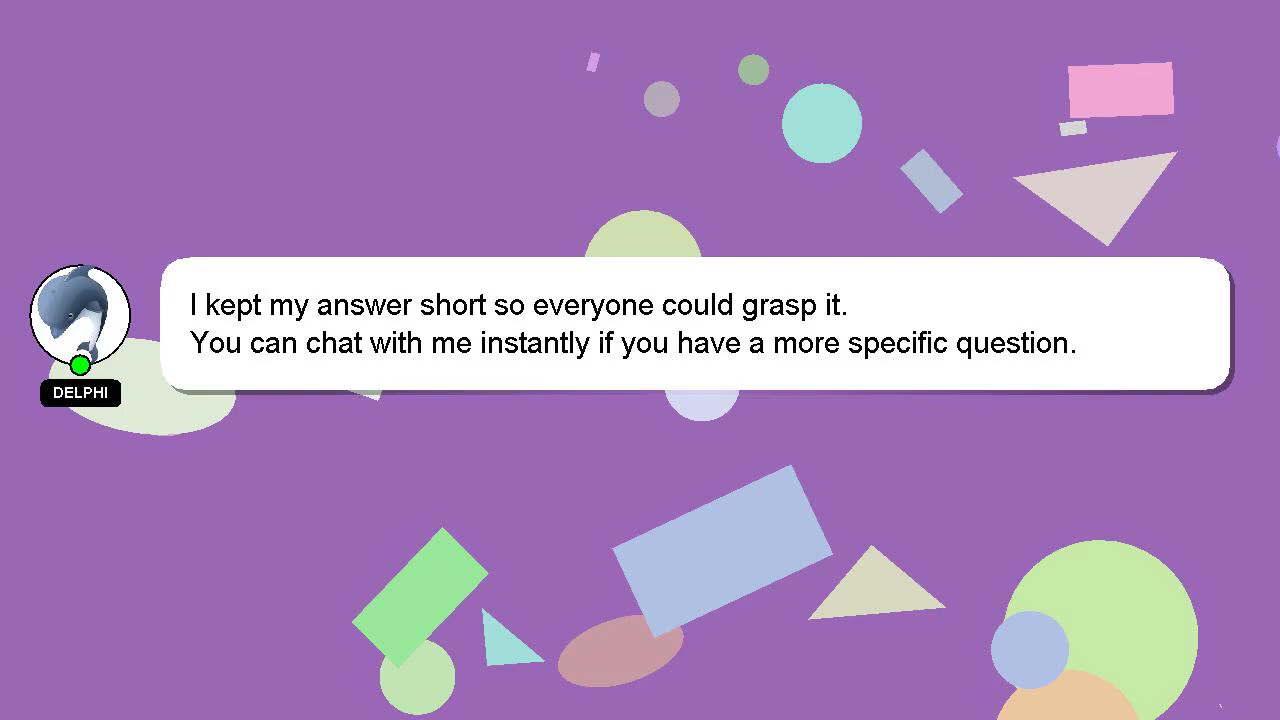 I kept my answer short so everyone could grasp it.
You can chat with me instantly if you have a more specific question.
DELPHI